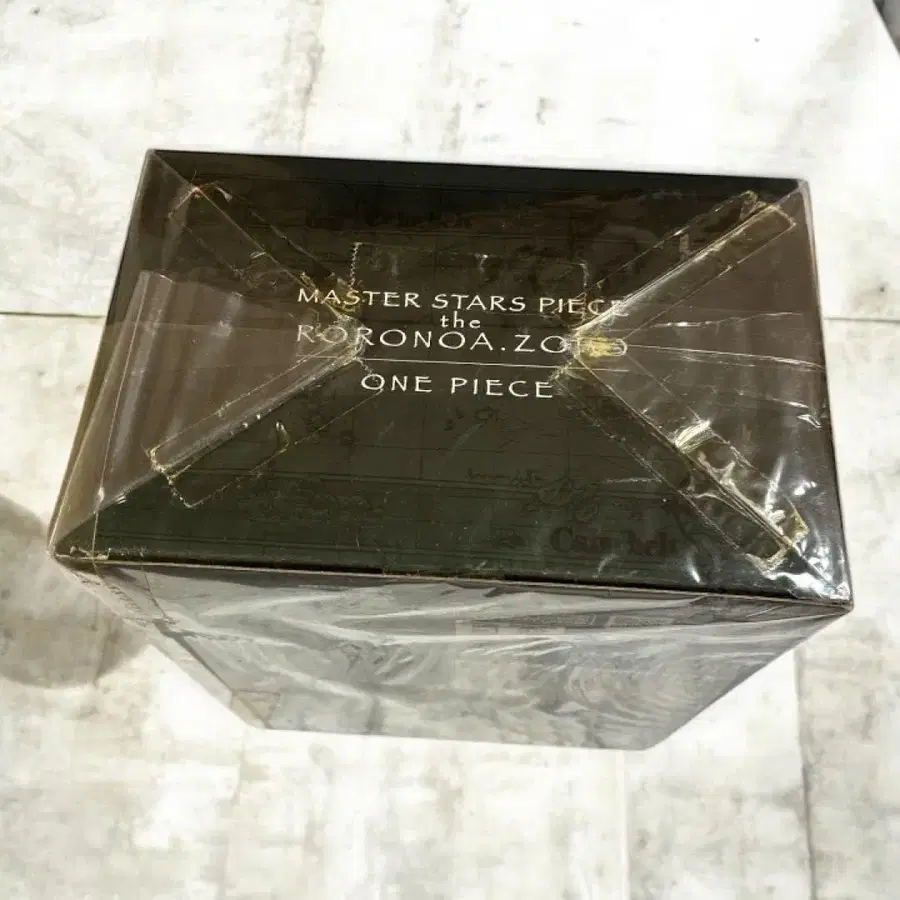 MASTER STARS PIECE
the
RORONOA.ZORO
ONE PIECE